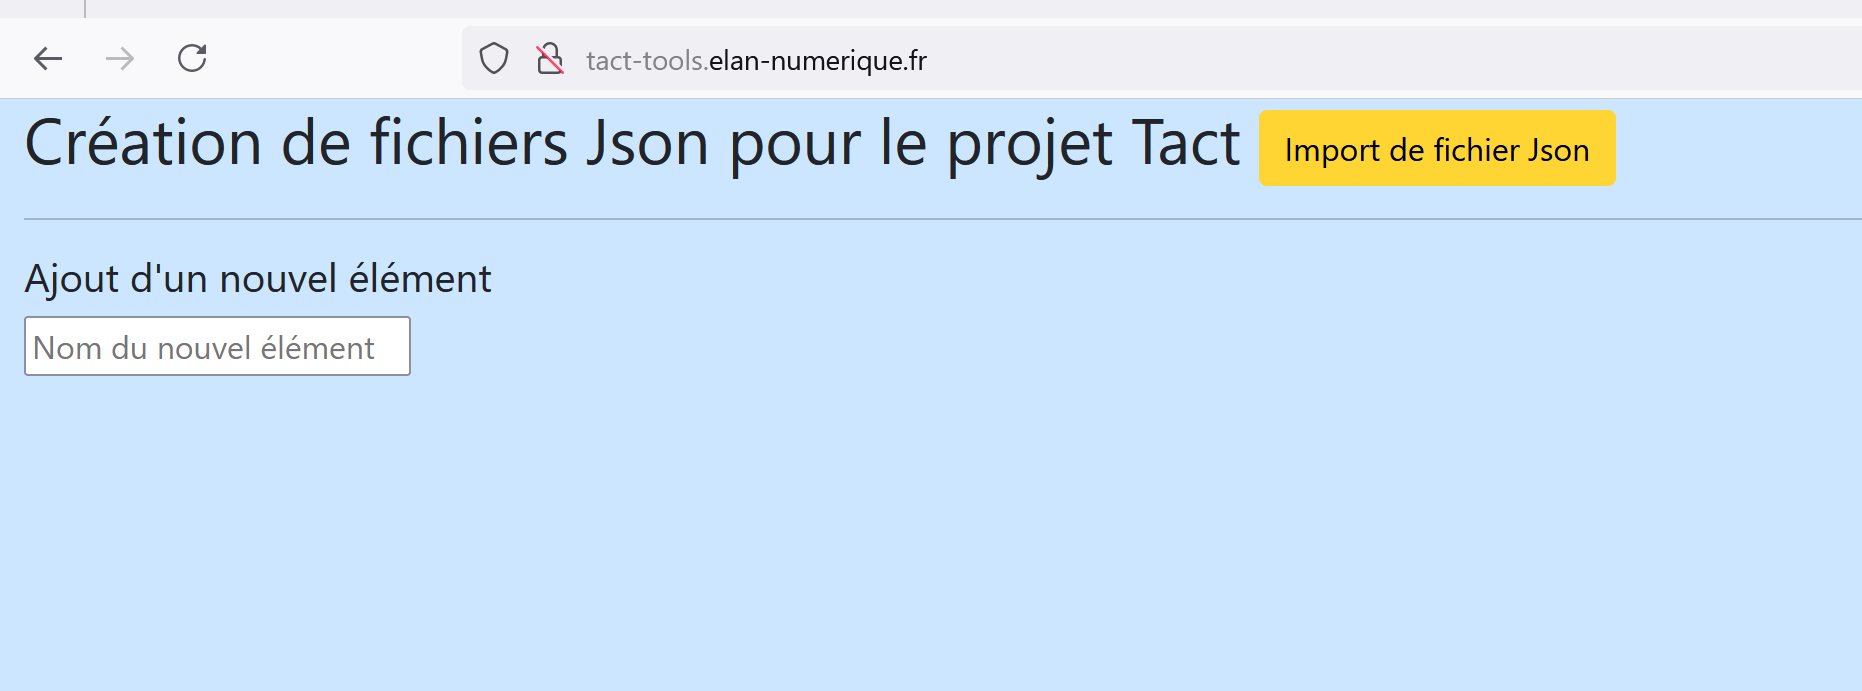 tact-tools.elan-numerique.fr
Création de fichiers Json pour le projet Tact
Import de fichier Json
Ajout d'un nouvel élément
Nom du nouvel élément